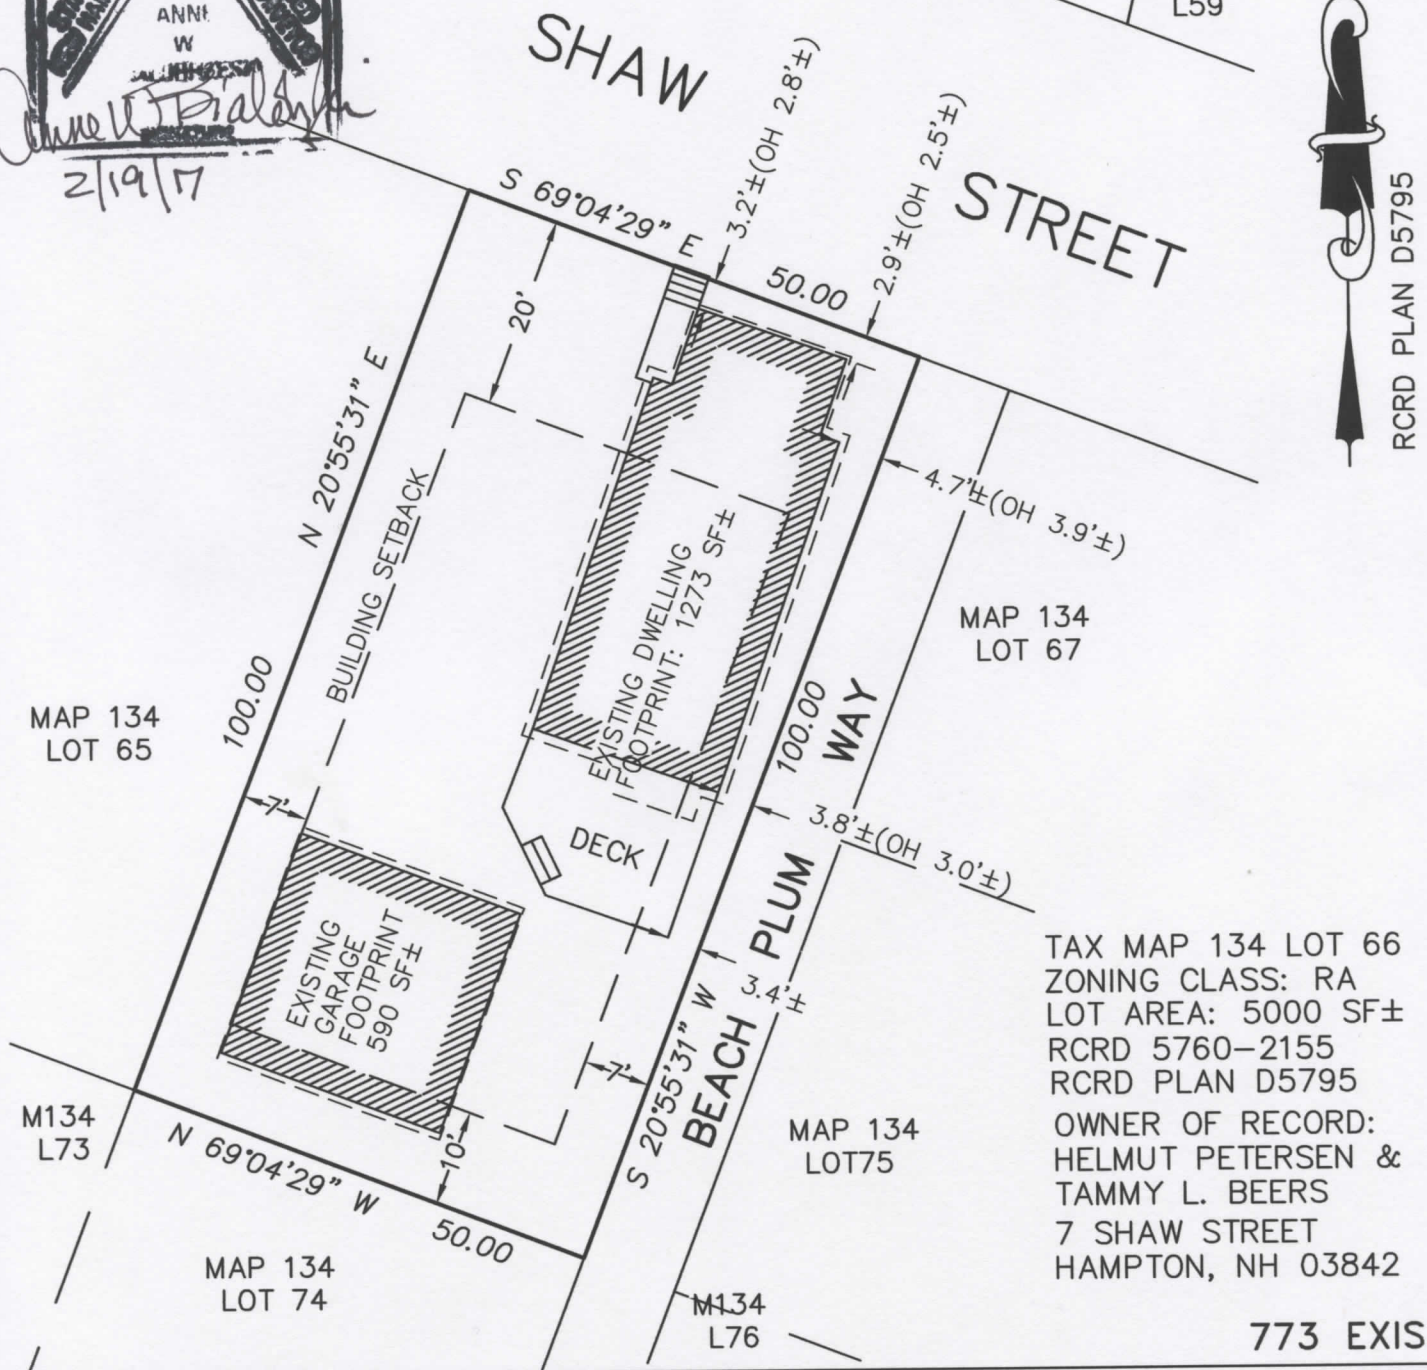 ANNE
W
2/19/17
SHAW
STREET
L59
RCRD PLAN D5795
S 69°04'29" E
50.00
3.2'±(OH 2.8'±)
2.9'±(OH 2.5'±)
20'
N 20°55'31" E
100.00
BUILDING SETBACK
EXISTING DWELLING
FOOTPRINT: 1273 SF±
4.7'±(OH 3.9'±)
MAP 134
LOT 67
MAP 134
LOT 65
7'
DECK
100.00
BEACH PLUM WAY
3.8'±(OH 3.0'±)
EXISTING
GARAGE
FOOTPRINT
590 SF±
3.4'±
S 20°55'31" W
7'
10'
N 69°04'29" W
50.00
M134
L73
MAP 134
LOT 74
MAP 134
LOT75
M134
L76
TAX MAP 134 LOT 66
ZONING CLASS: RA
LOT AREA: 5000 SF±
RCRD 5760-2155
RCRD PLAN D5795
OWNER OF RECORD:
HELMUT PETERSEN &
TAMMY L. BEERS
7 SHAW STREET
HAMPTON, NH 03842
773 EXIS